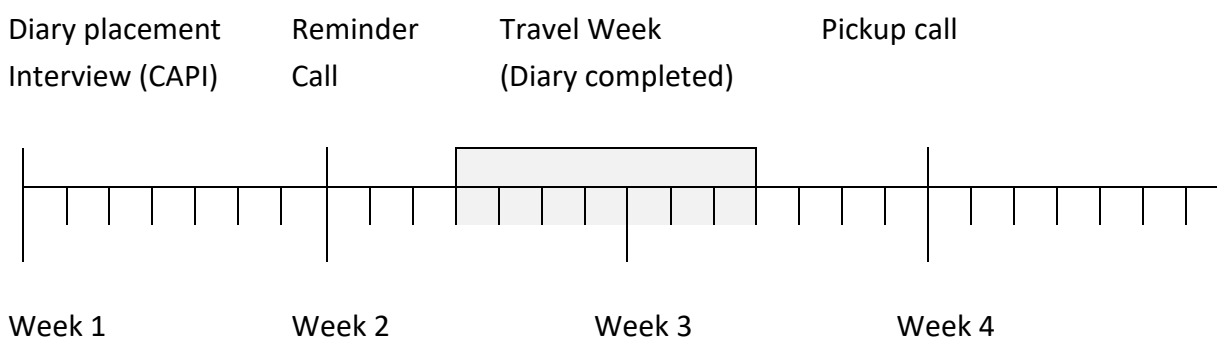 Diary placement Reminder Travel Week Pickup call
Interview (CAPI) Call (Diary completed)
Week 1 Week 2 Week 3 Week 4